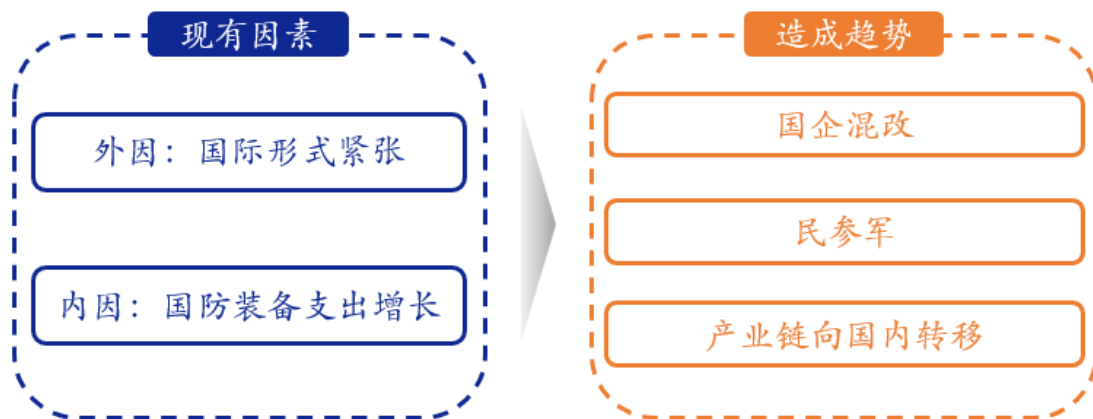 现有因素
外因：国际形式紧张
内因：国防装备支出增长
造成趋势
国企混改
民参军
产业链向国内转移